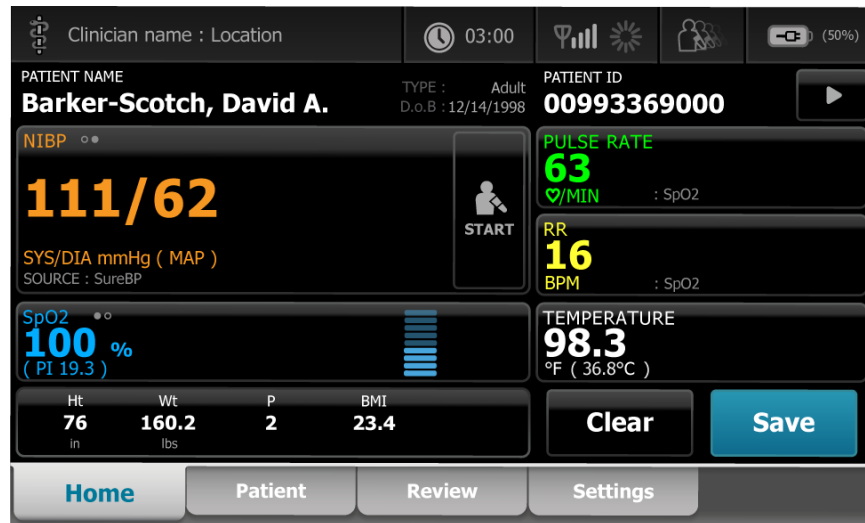 Clinician name : Location
03:00
(50%)
PATIENT NAME
Barker-Scotch, David A.
TYPE : Adult
D.o.B : 12/14/1998
PATIENT ID
00993369000
NIBP
111/62
START
SYS/DIA mmHg ( MAP )
SOURCE : SureBP
PULSE RATE
63
/MIN : SpO2
RR
16
BPM : SpO2
SpO2
100 %
( PI 19.3 )
TEMPERATURE
98.3
°F ( 36.8°C )
Ht Wt P BMI
76 160.2 2 23.4
in lbs
Clear
Save
Home Patient Review Settings